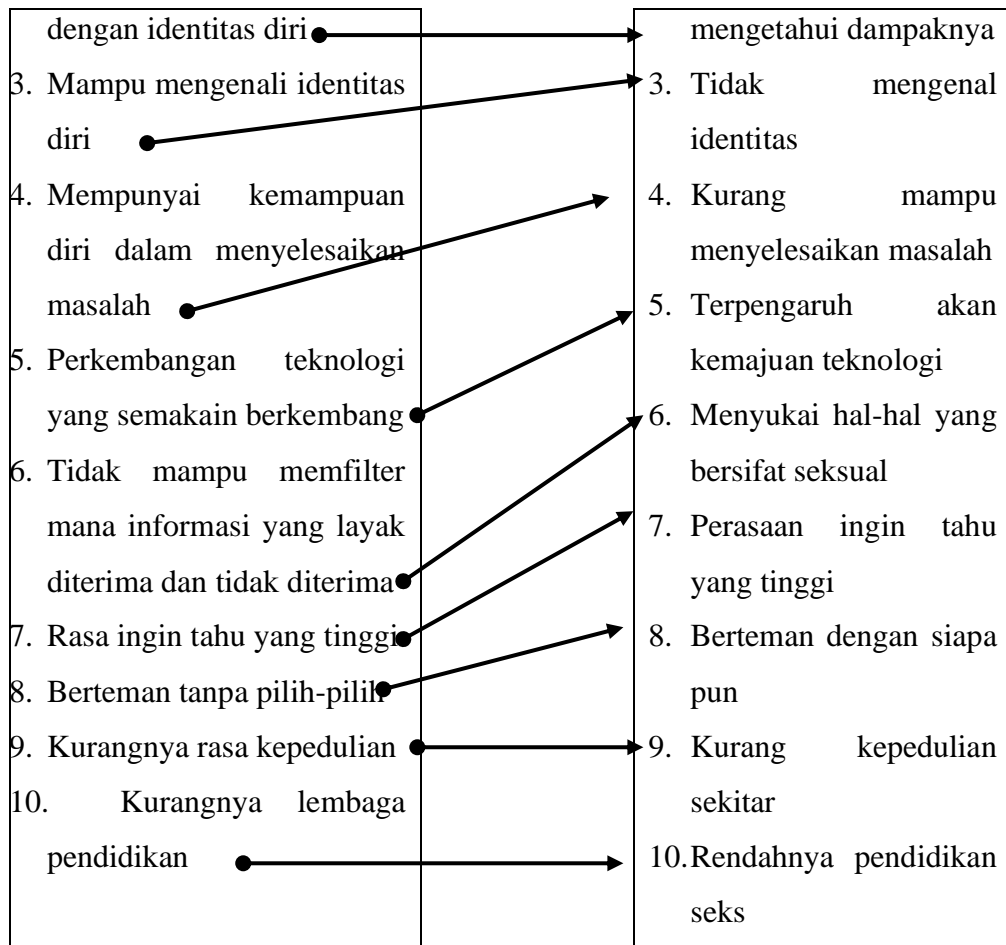 dengan identitas diri
3. Mampu mengenali identitas
diri
4. Mempunyai kemampuan
diri dalam menyelesaikan
masalah
5. Perkembangan teknologi
yang semakain berkembang
6. Tidak mampu memfilter
mana informasi yang layak
diterima dan tidak diterima
7. Rasa ingin tahu yang tinggi
8. Berteman tanpa pilih-pilih
9. Kurangnya rasa kepedulian
10. Kurangnya lembaga
pendidikan
mengetahui dampaknya
3. Tidak mengenal
identitas
4. Kurang mampu
menyelesaikan masalah
5. Terpengaruh akan
kemajuan teknologi
6. Menyukai hal-hal yang
bersifat seksual
7. Perasaan ingin tahu
yang tinggi
8. Berteman dengan siapa
pun
9. Kurang kepedulian
sekitar
10.Rendahnya pendidikan
seks